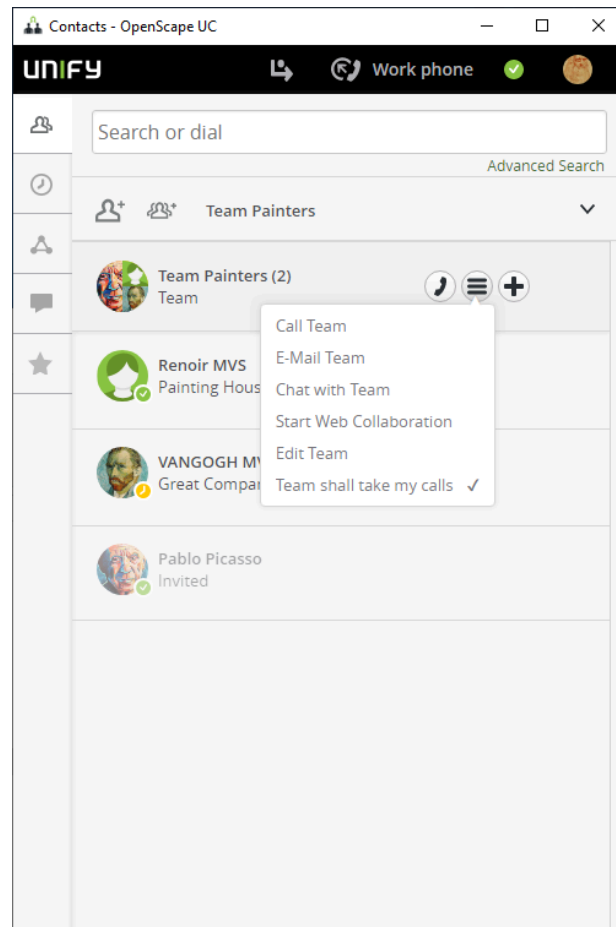 Contacts - OpenScape UC
UNIFY
Work phone
Search or dial
Advanced Search
Team Painters
Team Painters (2)
Team
Call Team
E-Mail Team
Chat with Team
Start Web Collaboration
Edit Team
Team shall take my calls
Renoir MVS
Painting Hous
VANGOGH M
Great Compa
Pablo Picasso
Invited